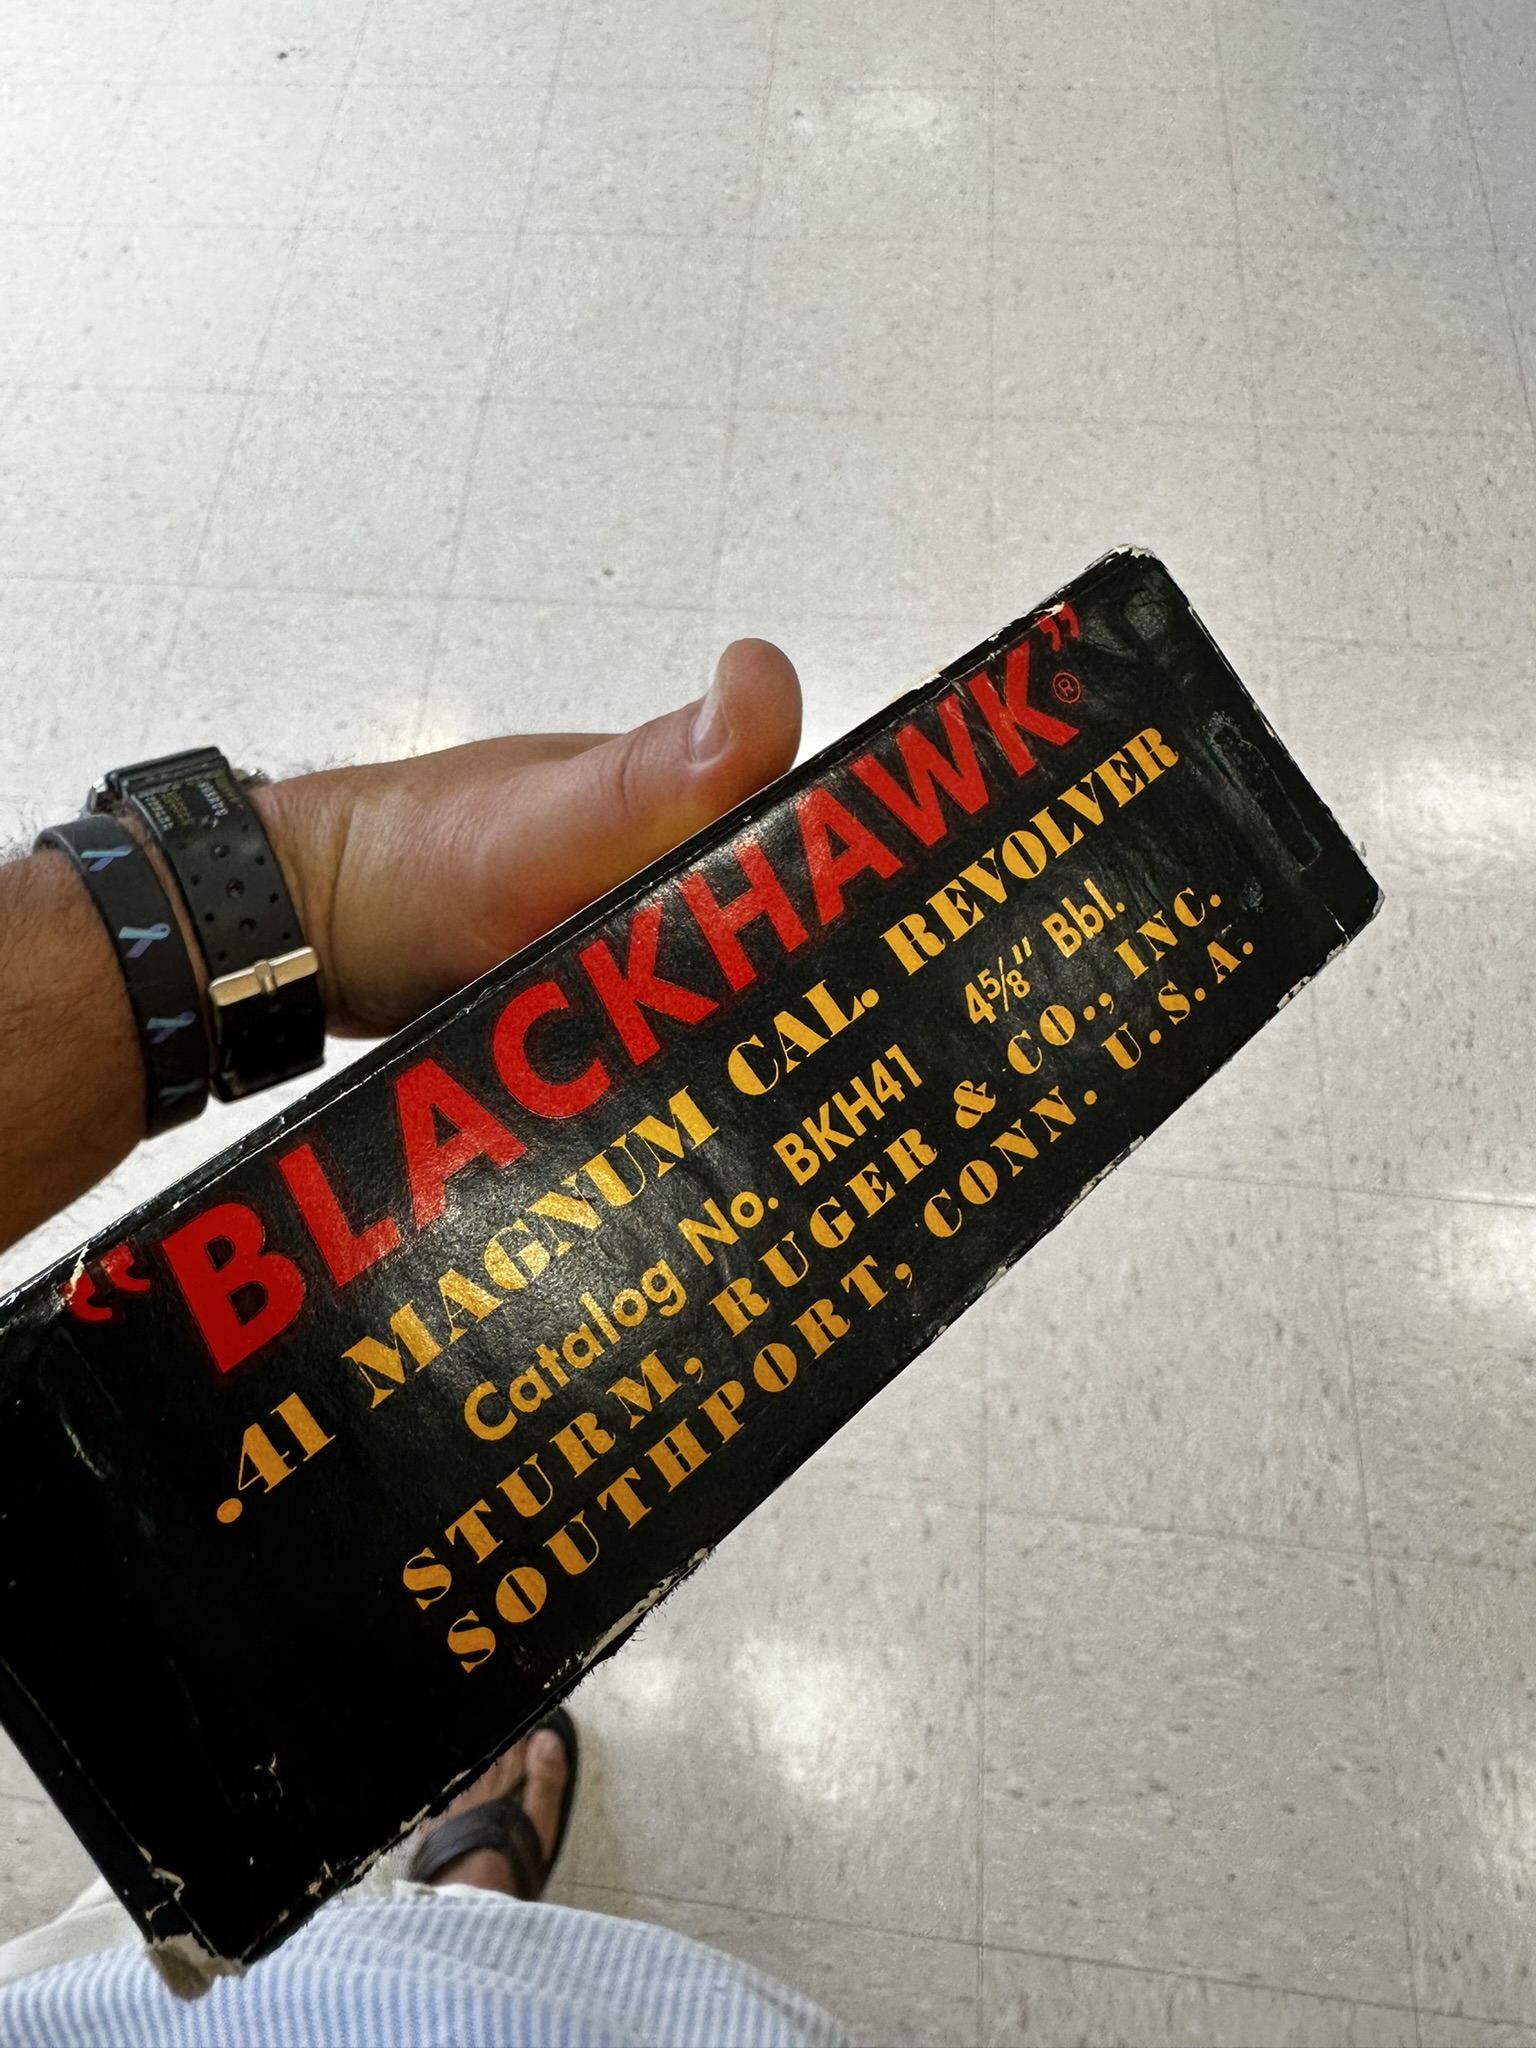 “BLACKHAWK”®
.41 MAGNUM CAL. REVOLVER
Catalog No. BKH41 4⅝" Bbl.
STURM, RUGER & CO., INC.
SOUTHPORT, CONN. U.S.A.